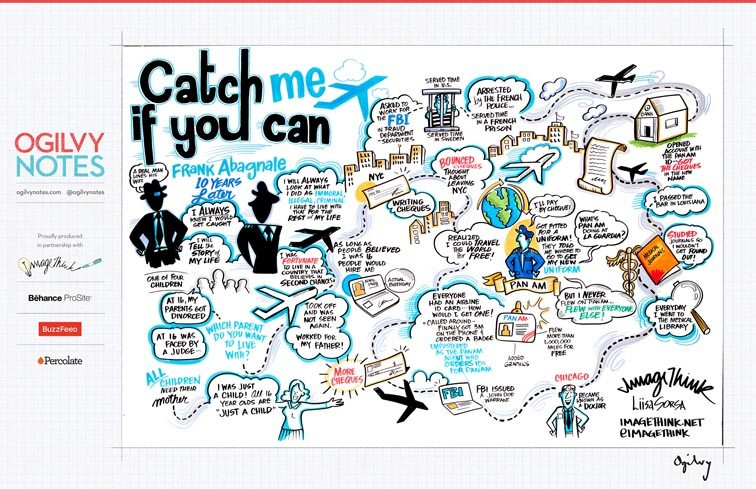 Catch me
if you can
OGILVY
NOTES
ogilvynotes.com @ogilvynotes
Proudly produced
in partnership with
ImageThink
Bēhance ProSite
BuzzFeed
Percolate
A REAL MAN
LOVES HIS
WIFE
FRANK Abagnale
10 YEARS
Later
I ALWAYS
KNEW I WOULD
GET CAUGHT
I WILL
TELL THE
STORY OF
MY LIFE
I WILL ALWAYS
LOOK AT WHAT
I DID AS IMMORAL
ILLEGAL, CRIMINAL
I HAVE TO LIVE WITH
THAT FOR THE
REST OF MY LIFE
I WAS
FORTUNATE
TO LIVE IN A
COUNTRY THAT
BELIEVES IN
SECOND CHANCES
ONE OF FOUR
CHILDREN
AT 16, MY
PARENTS GOT
DIVORCED
AT 16 WAS
FACED BY A
JUDGE...
WHICH PARENT
DO YOU WANT
TO LIVE
WITH?
ALL
CHILDREN
NEED THEIR
mother
I WAS JUST
A CHILD! All 16
YEAR OLDS ARE
"JUST A CHILD"
TOOK OFF
AND WAS
NOT SEEN
AGAIN.
WORKED FOR
MY FATHER!
AS LONG AS
PEOPLE BELIEVED
I WAS 16
PEOPLE WOULD
HIRE ME
ACTUAL
BIRTHDAY
MORE
CHEQUES
NYC
WRITING
CHEQUES
BOUNCED
CHEQUES
THOUGHT
ABOUT
LEAVING
NYC
REALIZED
I COULD TRAVEL
THE WORLD
for FREE!
I'LL PAY
BY CHEQUE!
GOT FITTED
FOR A
UNIFORM!
THEY TOLD
ME WHERE
TO GO TO
GET MY NEW
UNIFORM
PAN AM
WHAT'S
PAN AM
DOING AT
LA GUARDIA?
EVERYONE
HAD AN AIRLINE
ID CARD... HOW
WOULD I GET ONE!
CALLED AROUND -
FINALLY GOT 3M
ON THE PHONE &
ORDERED A BADGE
IMPOSTERED
AS THE PANAM
AGENT WHO
ORDERS IDS
FOR PANAM
PAN AM
ADDED
GRAPHICS
BUT I NEVER
FLEW ON PANAM
FLEW WITH EVERYONE
ELSE!
FLEW
MORE THAN
1,000,000
MILES FOR
FREE
FBI
FBI ISSUED
A JOHN DOE
WARRANT
CHICAGO
BECAME
KNOWN AS
a DOCTOR
EVERYDAY
I WENT TO
THE MEDICAL
LIBRARY
MEDICAL
JOURNALS
STUDIED
JOURNALS SO
I WOULDN'T
GET FOUND
OUT!
I PASSED THE
BAR IN LOUISIANA
OPENED
ACCOUNT WITH
THE PAN AM
ID - GOT
THE CHEQUES
IN THE NEW
NAME
ARRESTED
by THE FRENCH
POLICE...
SERVED TIME
IN A FRENCH
PRISON
SERVED TIME
IN U.S.
SERVED TIME
IN SWEDEN
ASKED TO
WORK FOR
THE FBI
IN FRAUD
DEPARTMENT
- SECURITIES.
ImageThink
Liisa Sorsa
IMAGETHINK.NET
@IMAGETHINK
Ogilvy